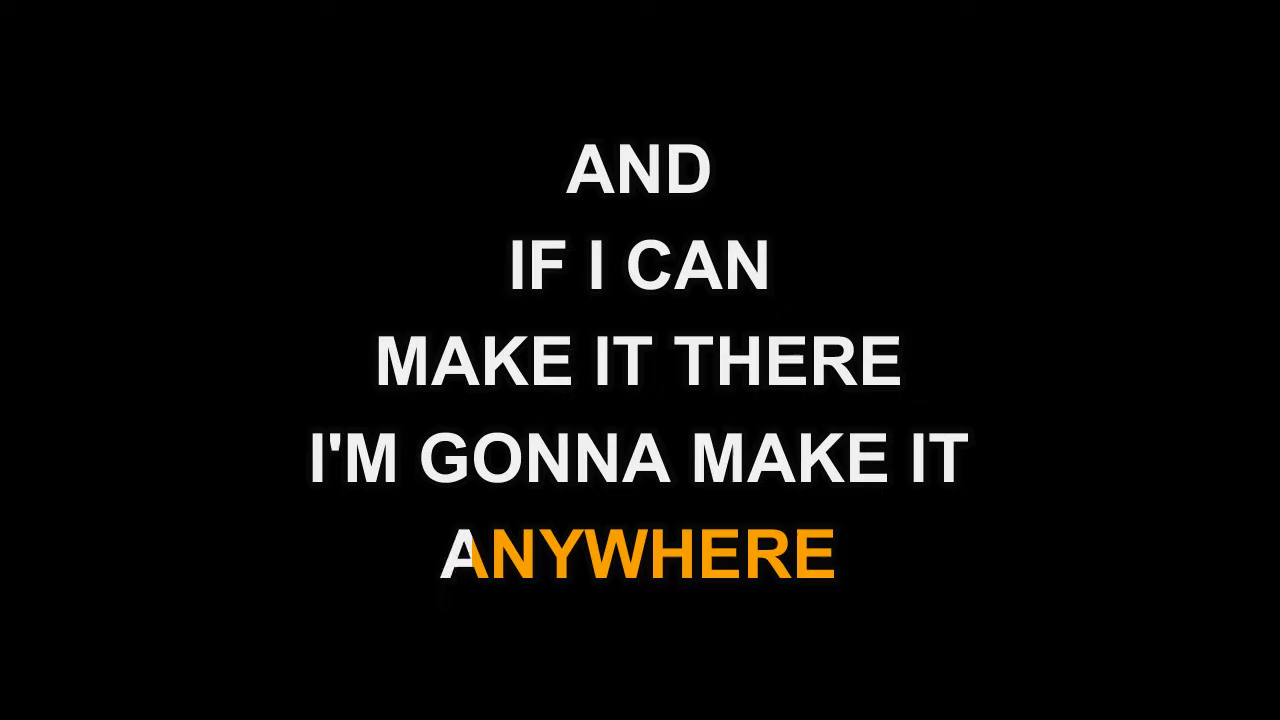 AND
IF I CAN
MAKE IT THERE
I'M GONNA MAKE IT
ANYWHERE